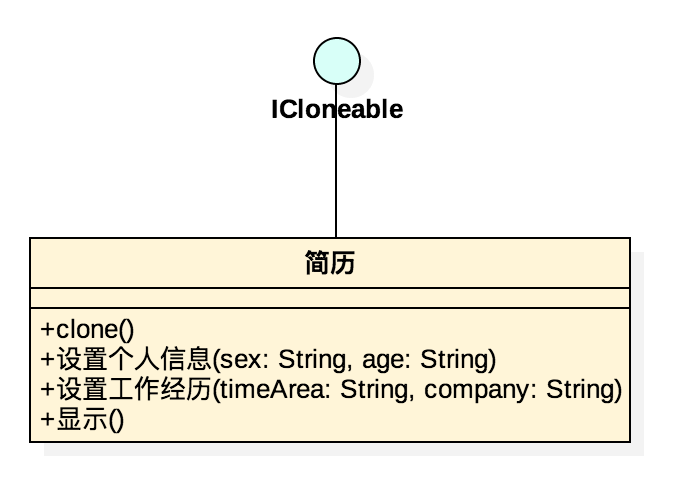 ICloneable
简历
+clone()
+设置个人信息(sex: String, age: String)
+设置工作经历(timeArea: String, company: String)
+显示()